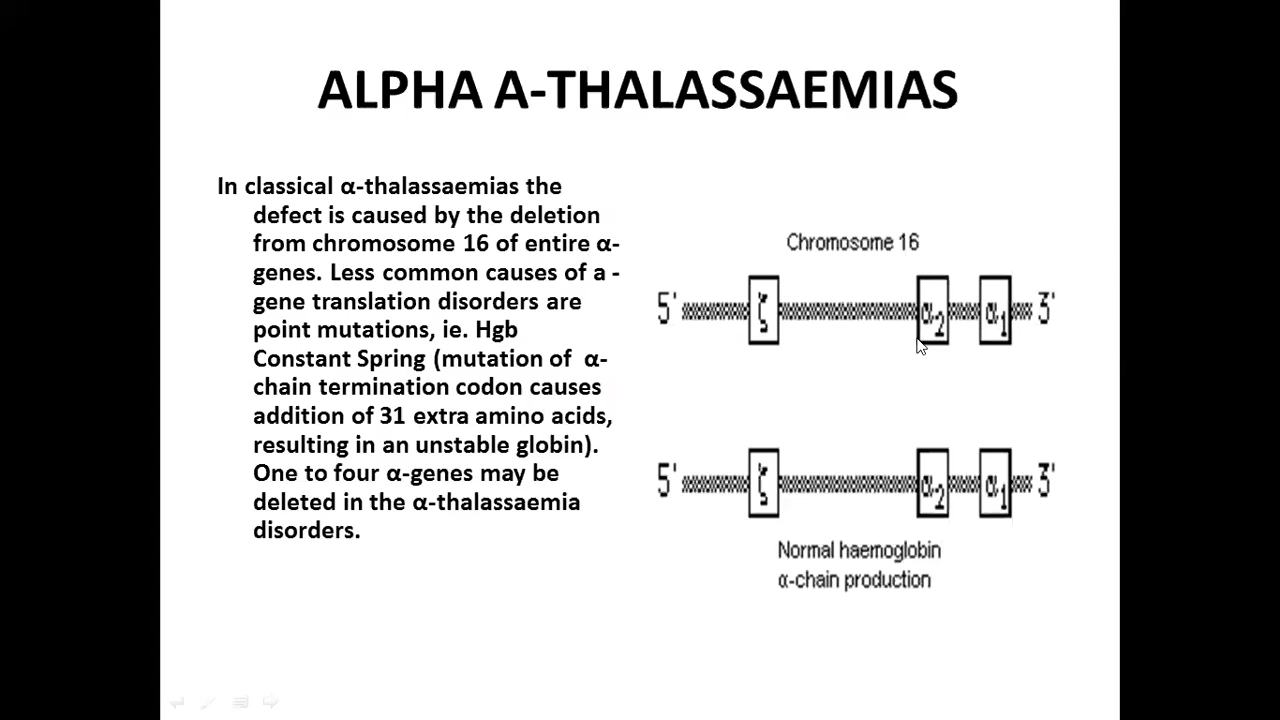 ALPHA A-THALASSAEMIAS
In classical α-thalassaemias the
defect is caused by the deletion
from chromosome 16 of entire α-
genes. Less common causes of a -
gene translation disorders are
point mutations, ie. Hgb
Constant Spring (mutation of α-
chain termination codon causes
addition of 31 extra amino acids,
resulting in an unstable globin).
One to four α-genes may be
deleted in the α-thalassaemia
disorders.
Chromosome 16
5' ζ α2 α1 3'
5' ζ α2 α1 3'
Normal haemoglobin
α-chain production